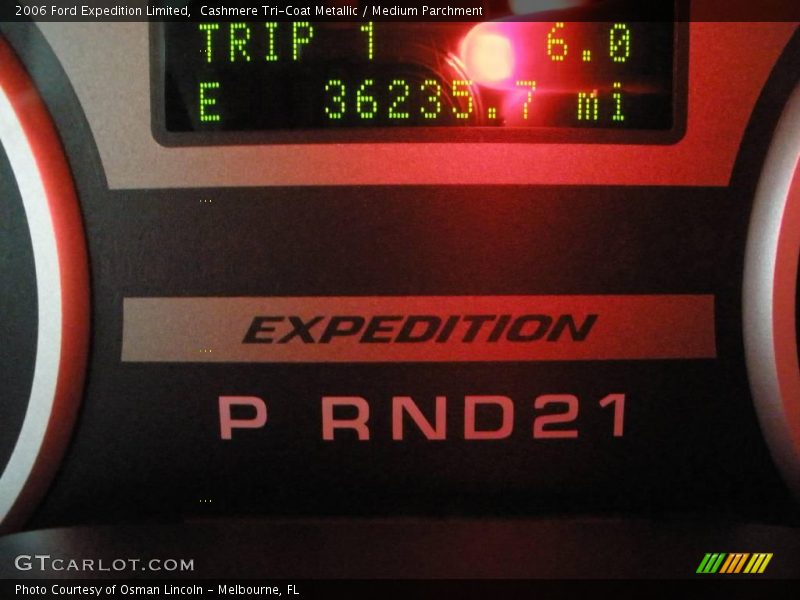 2006 Ford Expedition Limited,  Cashmere Tri-Coat Metallic / Medium Parchment
TRIP 1 6.0
E 36235.7 mi
EXPEDITION
P RND21
GTCARLOT.COM
Photo Courtesy of Osman Lincoln - Melbourne, FL